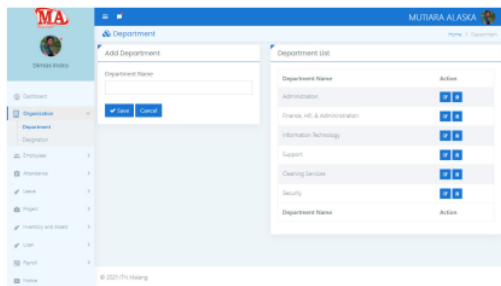 MA
MUTIARA ALASKA
Department
Home > Department
Dimas Indra
Dashboard
Organization
Department
Designation
Employees
Attendance
Leave
Project
Inventory and Asset
Loan
Payroll
Notice
Add Department
Department Name
Save
Cancel
Department List
Department Name Action
Administration
Finance, HR, & Administration
Information Technology
Support
Cleaning Services
Security
Department Name Action
© 2021 ITN Malang